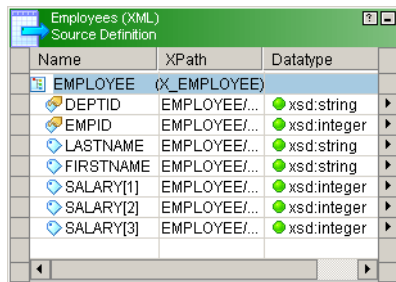 Employees (XML)
Source Definition
Name XPath Datatype
EMPLOYEE (X_EMPLOYEE)
DEPTID EMPLOYEE/... xsd:string
EMPID EMPLOYEE/... xsd:integer
LASTNAME EMPLOYEE/... xsd:string
FIRSTNAME EMPLOYEE/... xsd:string
SALARY[1] EMPLOYEE/... xsd:integer
SALARY[2] EMPLOYEE/... xsd:integer
SALARY[3] EMPLOYEE/... xsd:integer